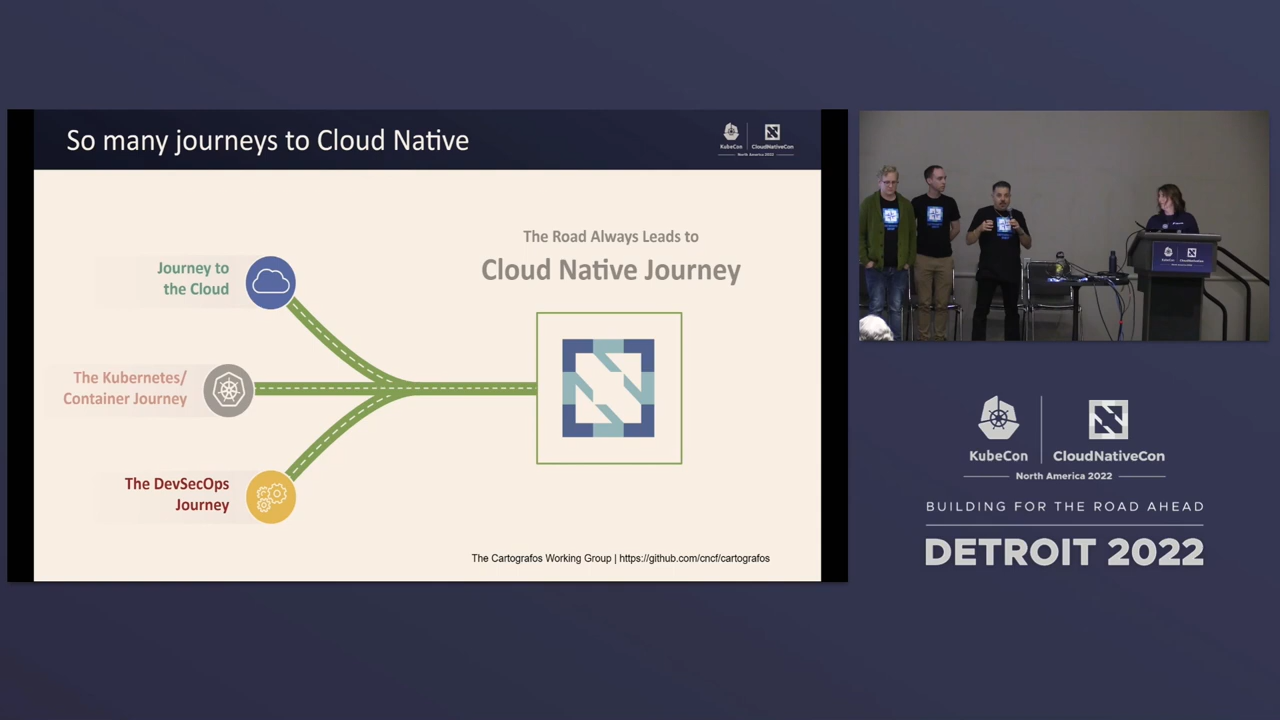 So many journeys to Cloud Native
KubeCon
CloudNativeCon
North America 2022
The Road Always Leads to
Cloud Native Journey
Journey to
the Cloud
The Kubernetes/
Container Journey
The DevSecOps
Journey
The Cartografos Working Group | https://github.com/cncf/cartografos
KubeCon
CloudNativeCon
KubeCon
CloudNativeCon
North America 2022
BUILDING FOR THE ROAD AHEAD
DETROIT 2022